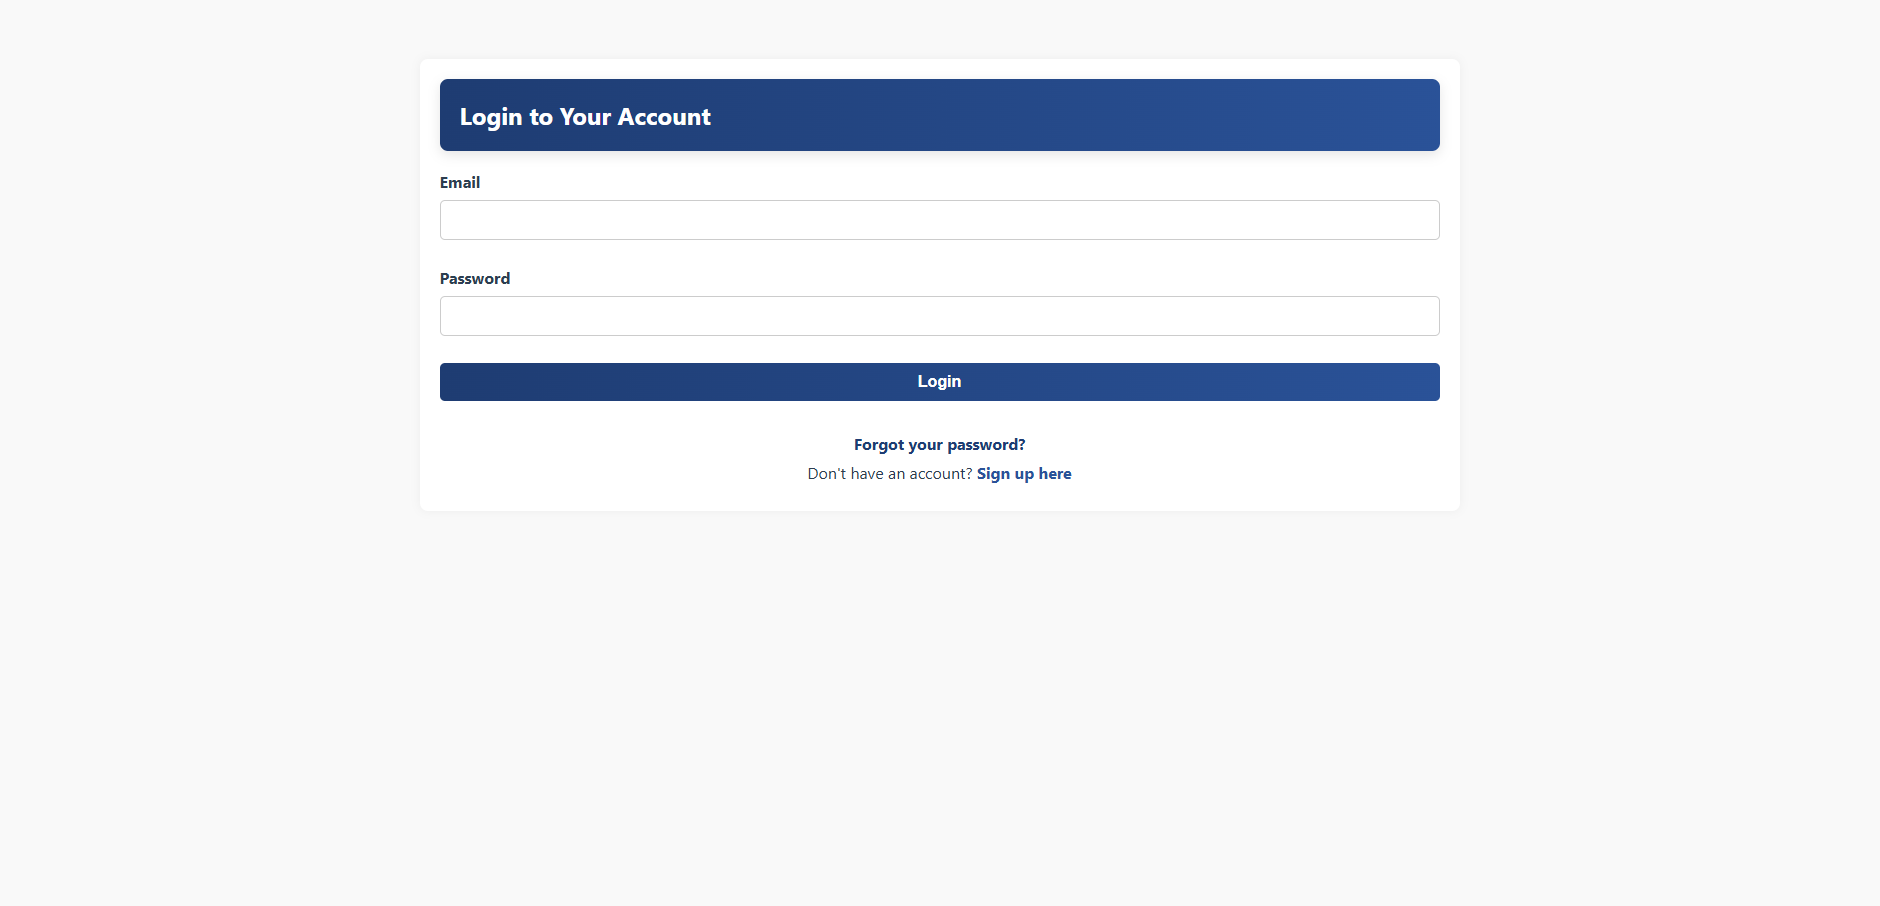 Login to Your Account
Email
Password
Login
Forgot your password?
Don't have an account? Sign up here